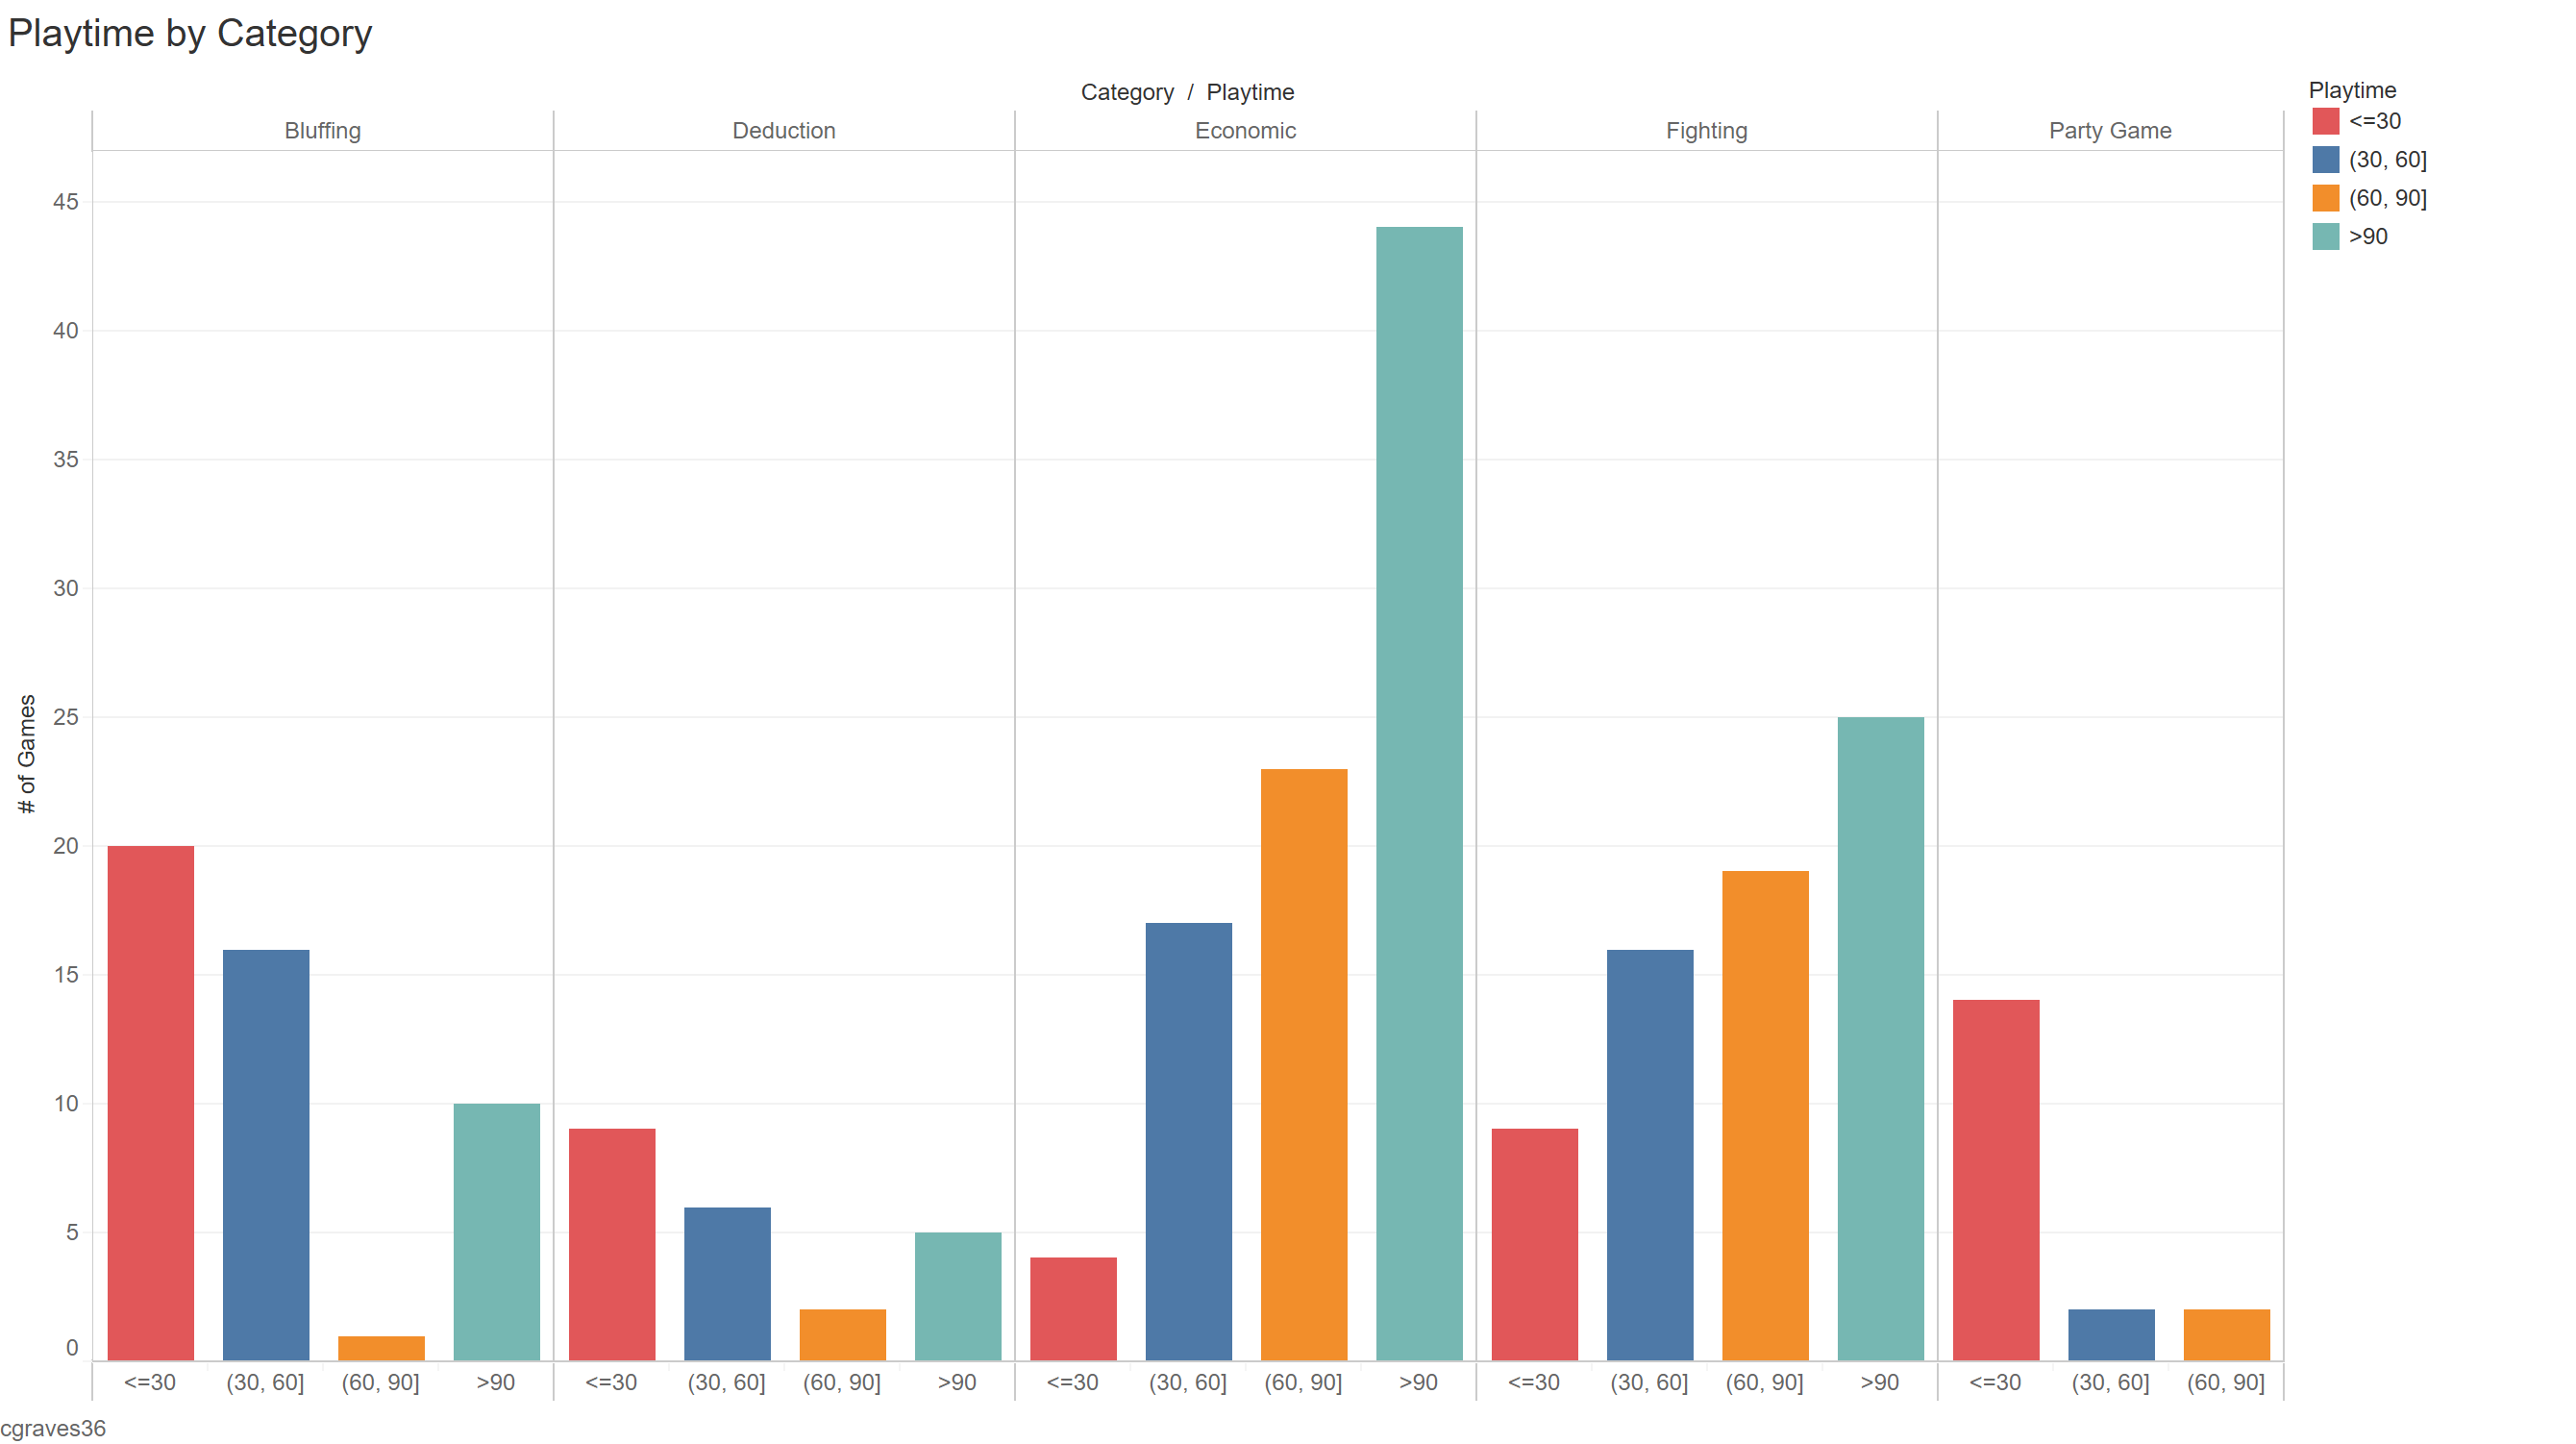 Playtime by Category
Category / Playtime
Bluffing Deduction Economic Fighting Party Game
Playtime
<=30
(30, 60]
(60, 90]
>90
# of Games
45
40
35
30
25
20
15
10
5
0
<=30 (30, 60] (60, 90] >90 <=30 (30, 60] (60, 90] >90 <=30 (30, 60] (60, 90] >90 <=30 (30, 60] (60, 90] >90 <=30 (30, 60] (60, 90]
cgraves36